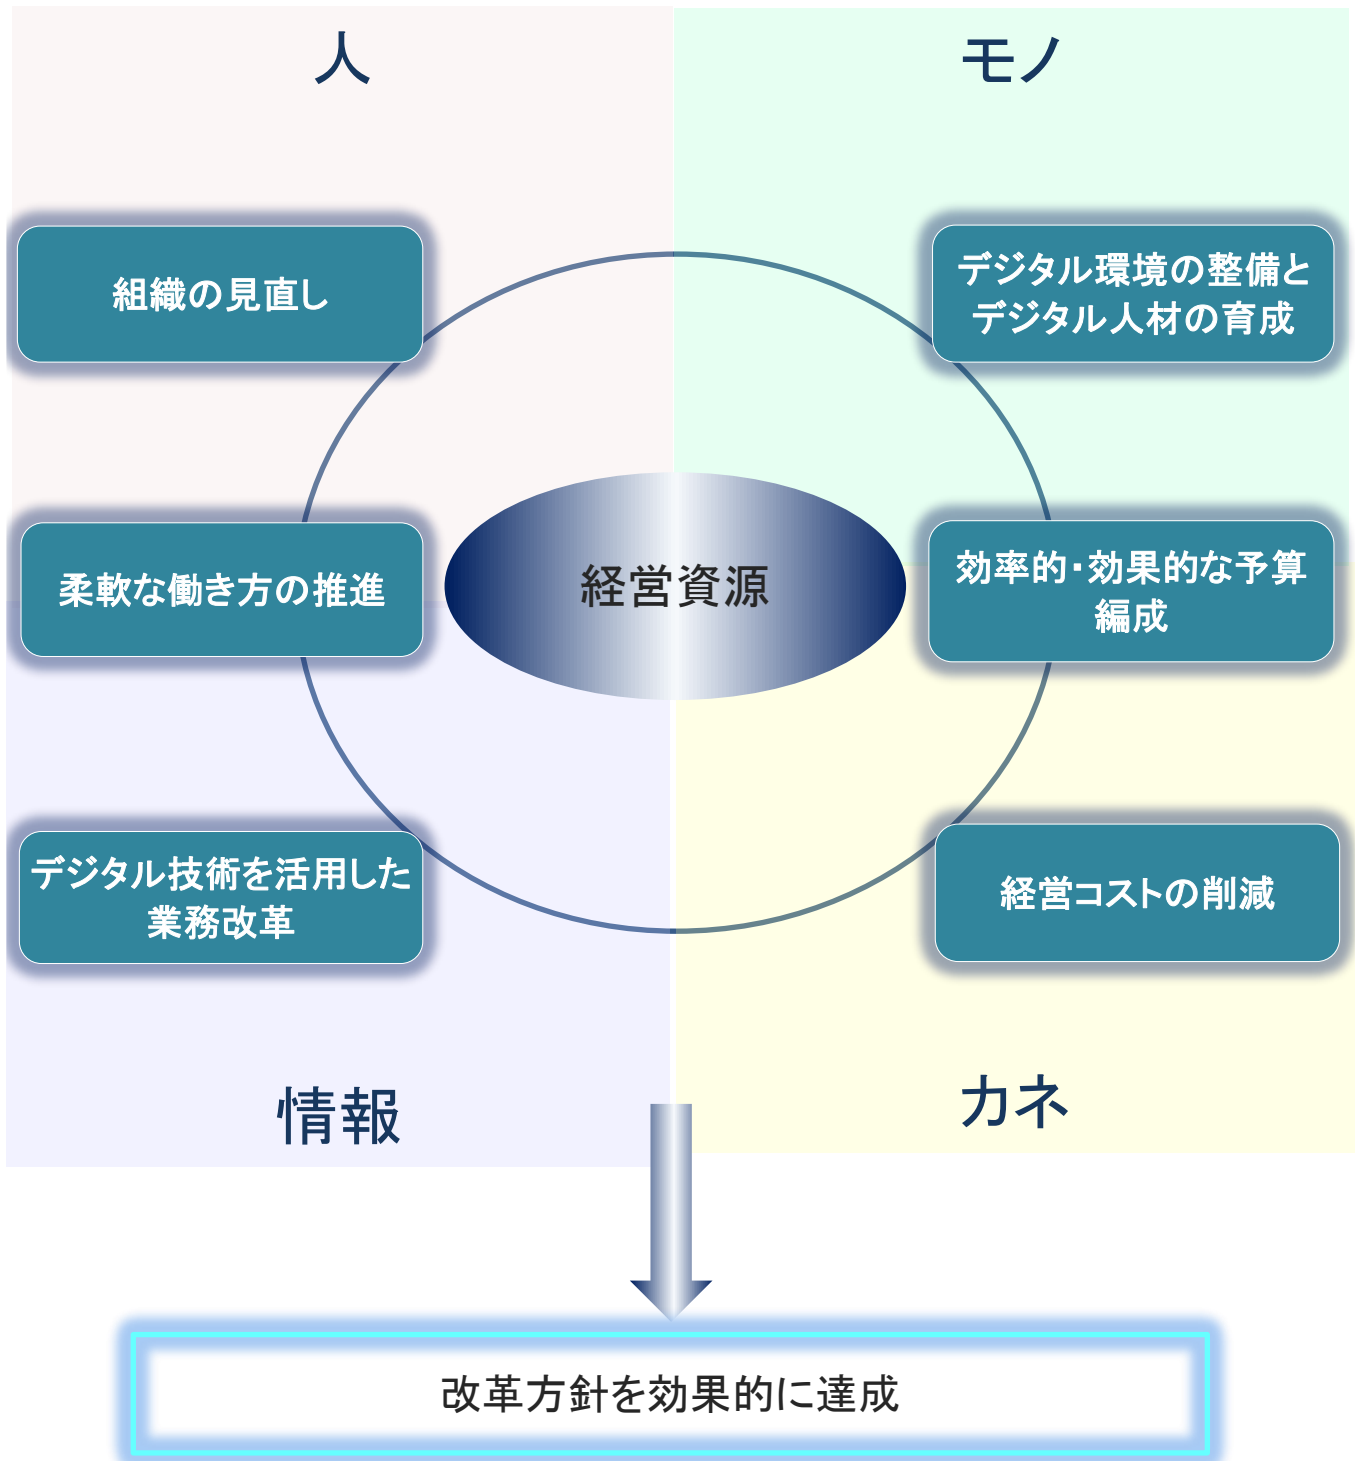 人
モノ
組織の見直し
デジタル環境の整備と
デジタル人材の育成
柔軟な働き方の推進
経営資源
効率的・効果的な予算
編成
デジタル技術を活用した
業務改革
経営コストの削減
情報
カネ
改革方針を効果的に達成